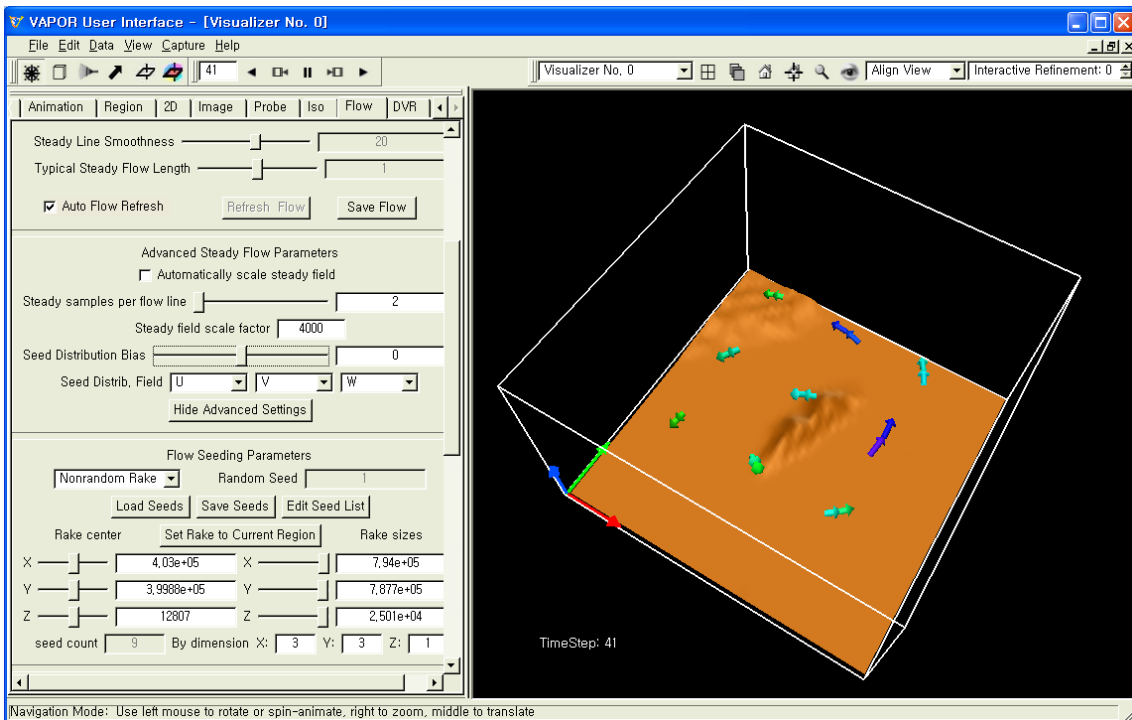 VAPOR User Interface - [Visualizer No. 0]
File Edit Data View Capture Help
41
Visualizer No. 0
Align View
Interactive Refinement: 0
Animation Region 2D Image Probe Iso Flow DVR
Steady Line Smoothness 20
Typical Steady Flow Length 1
Auto Flow Refresh Refresh Flow Save Flow
Advanced Steady Flow Parameters
Automatically scale steady field
Steady samples per flow line 2
Steady field scale factor 4000
Seed Distribution Bias 0
Seed Distrib. Field U V W
Hide Advanced Settings
Flow Seeding Parameters
Nonrandom Rake Random Seed 1
Load Seeds Save Seeds Edit Seed List
Rake center Set Rake to Current Region Rake sizes
X 4.03e+05 X 7.94e+05
Y 3.9988e+05 Y 7.877e+05
Z 12807 Z 2.501e+04
seed count 9 By dimension X: 3 Y: 3 Z: 1
TimeStep: 41
Navigation Mode: Use left mouse to rotate or spin-animate, right to zoom, middle to translate